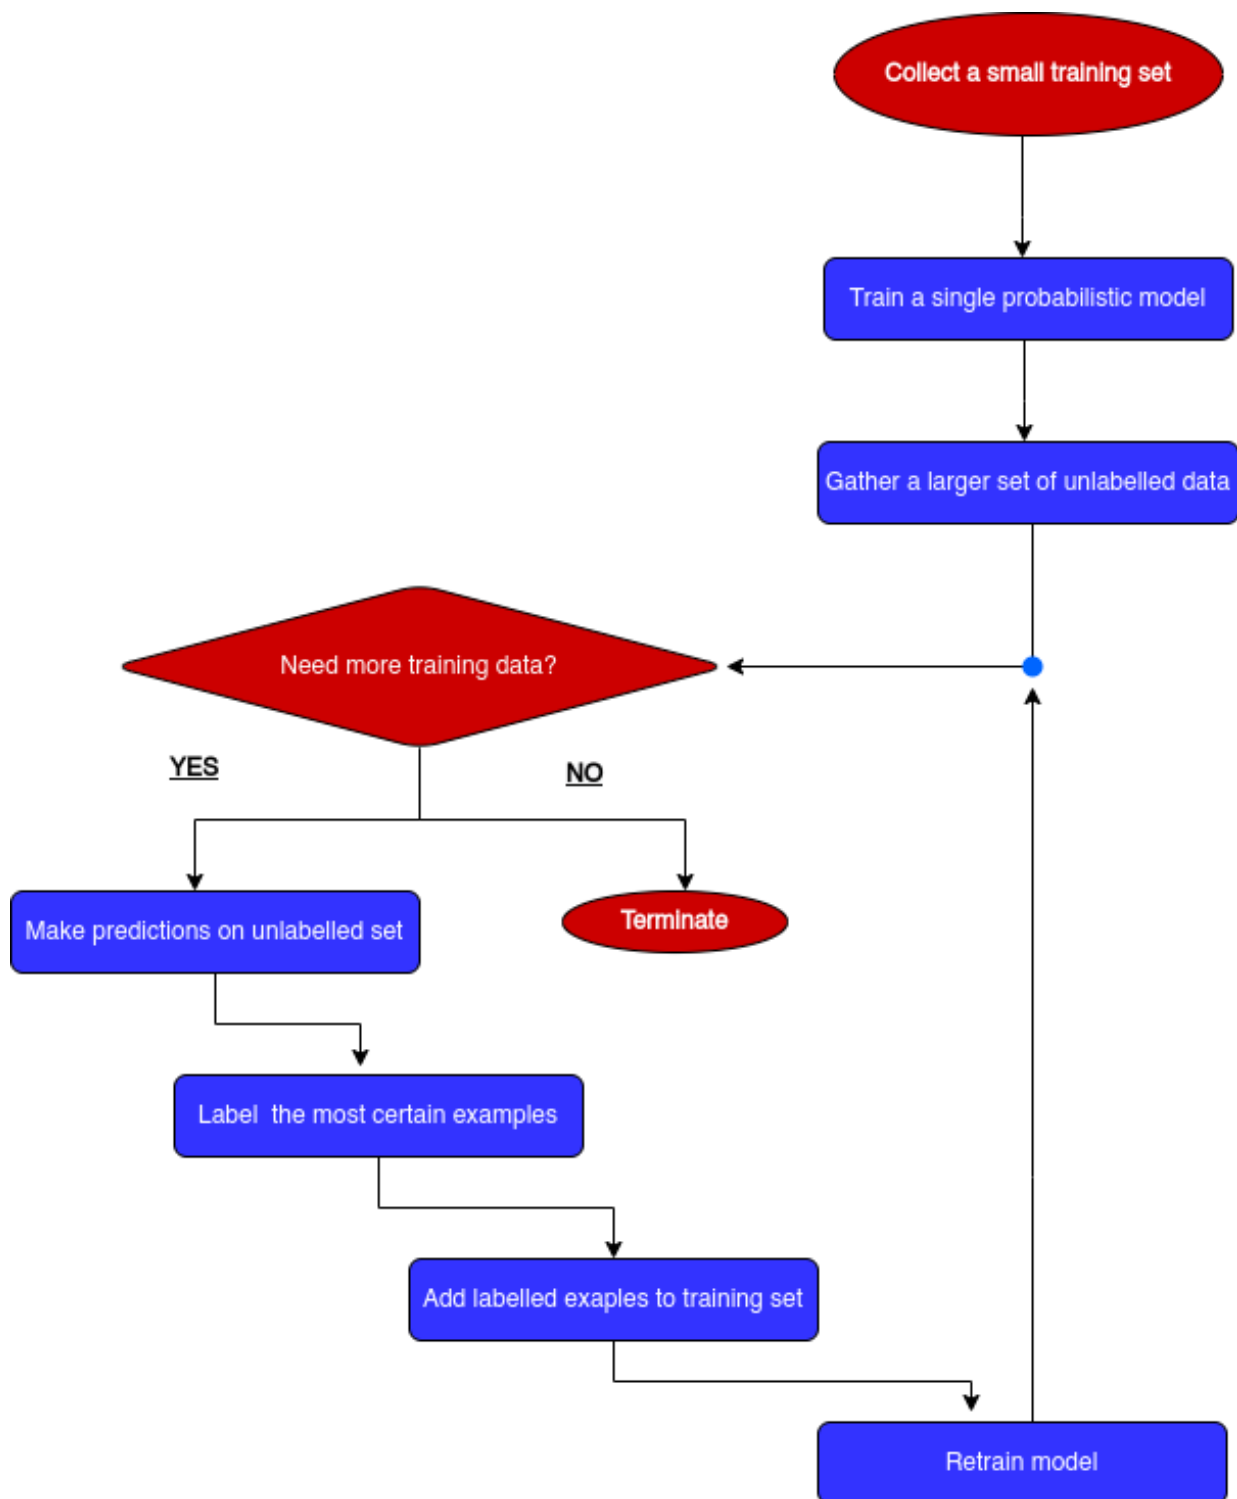 Collect a small training set
Train a single probabilistic model
Gather a larger set of unlabelled data
Need more training data?
YES
NO
Make predictions on unlabelled set
Terminate
Label  the most certain examples
Add labelled exaples to training set
Retrain model